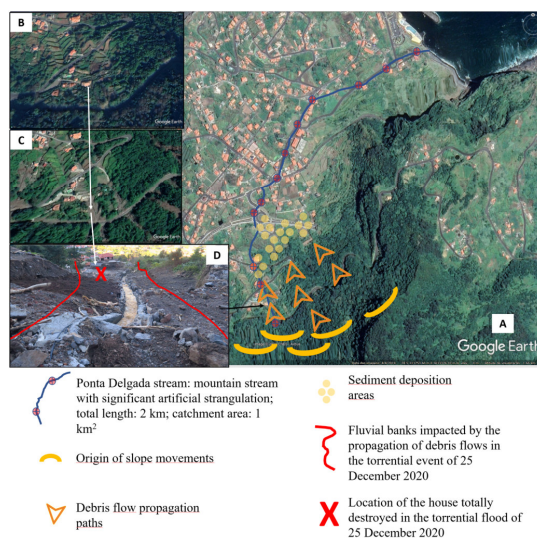 B
Google Earth
C
Google Earth
D
A
Google Earth
Ponta Delgada stream: mountain stream
with significant artificial strangulation;
total length: 2 km; catchment area: 1
km2
Origin of slope movements
Debris flow propagation
paths
Sediment deposition
areas
Fluvial banks impacted by the
propagation of debris flows in
the torrential event of 25
December 2020
X
Location of the house totally
destroyed in the torrential flood of
25 December 2020